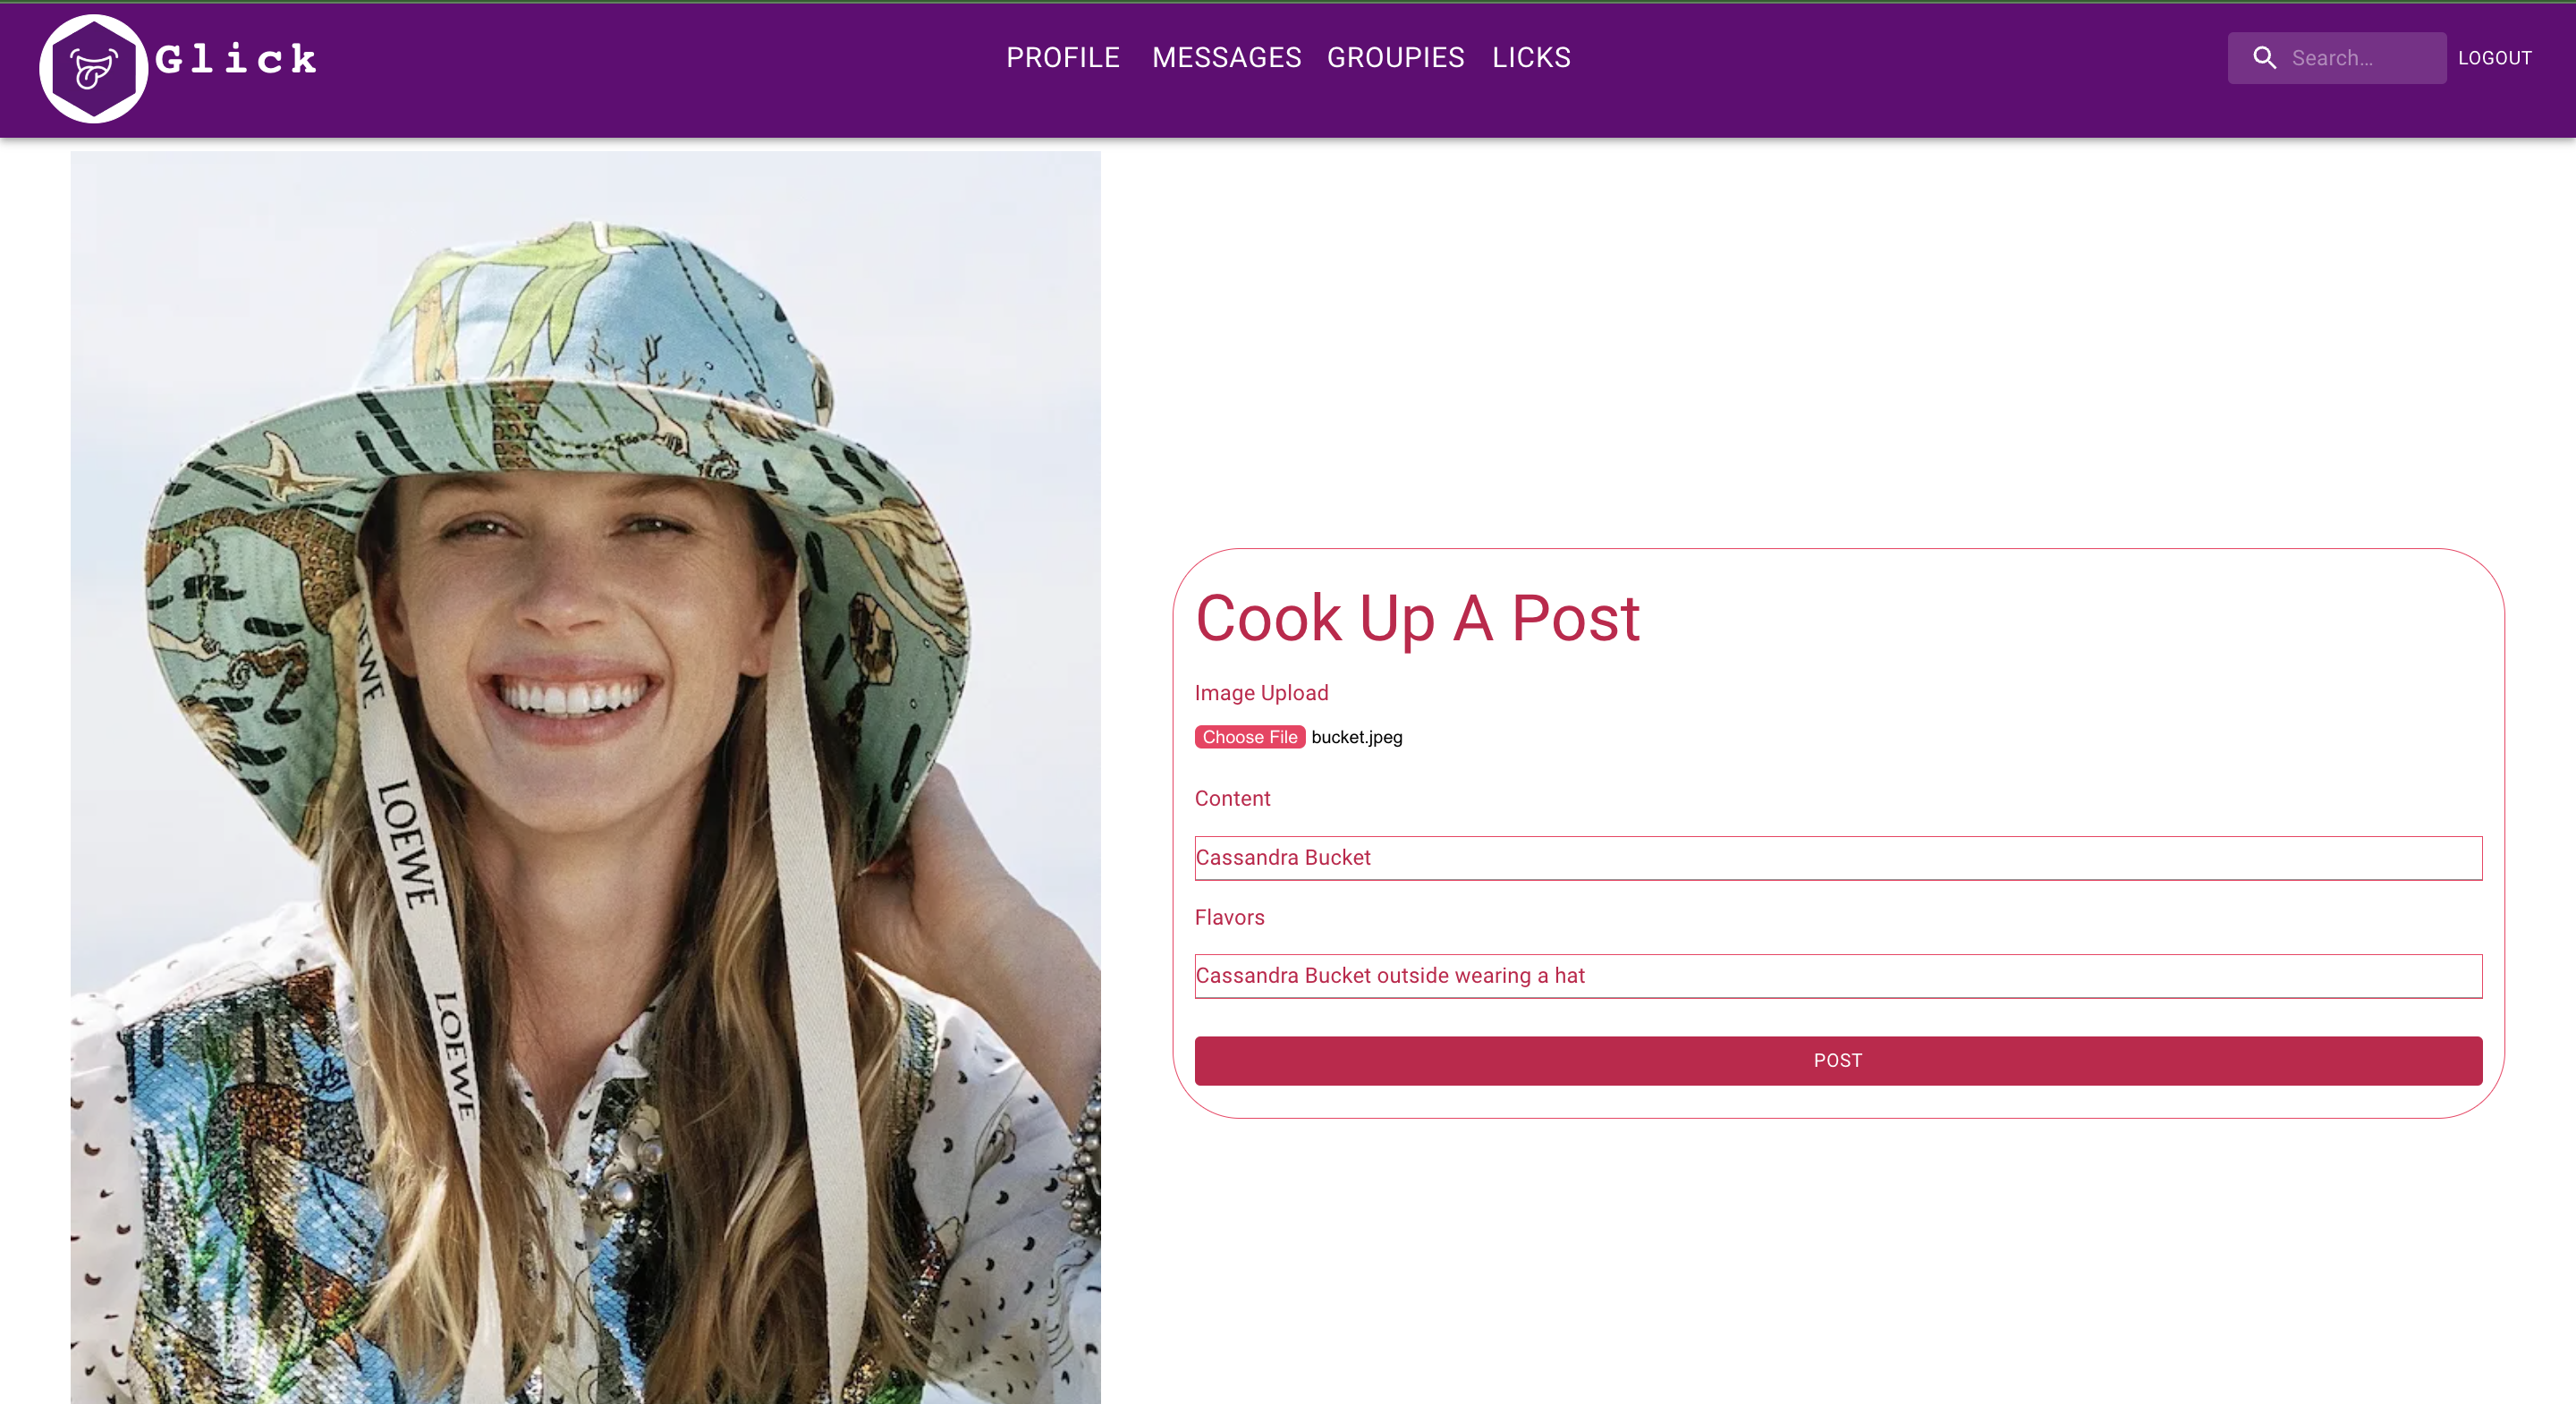 Glick
PROFILE MESSAGES GROUPIES LICKS
Search...
LOGOUT
EWE
LOEWE
LOEWE
Cook Up A Post
Image Upload
Choose File bucket.jpeg
Content
Cassandra Bucket
Flavors
Cassandra Bucket outside wearing a hat
POST